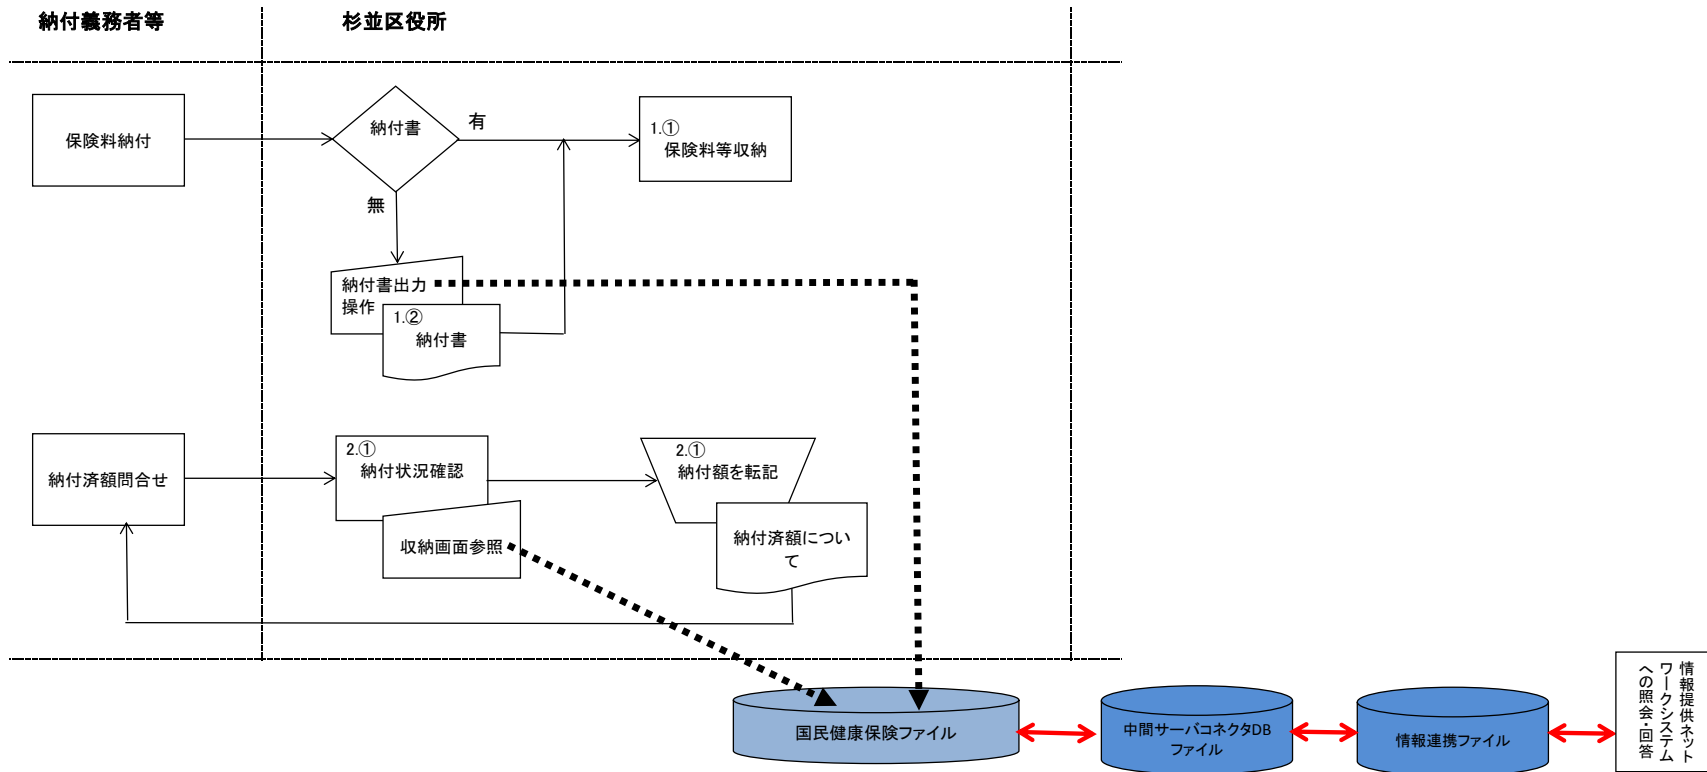 納付義務者等
杉並区役所
保険料納付
納付書
有
無
1.①
保険料等収納
納付書出力
操作
1.②
納付書
納付済額問合せ
2.①
納付状況確認
収納画面参照
2.①
納付額を転記
納付済額につい
て
国民健康保険ファイル
中間サーバコネクタDB
ファイル
情報連携ファイル
情報提供ネット
ワークシステム
への照会・回答